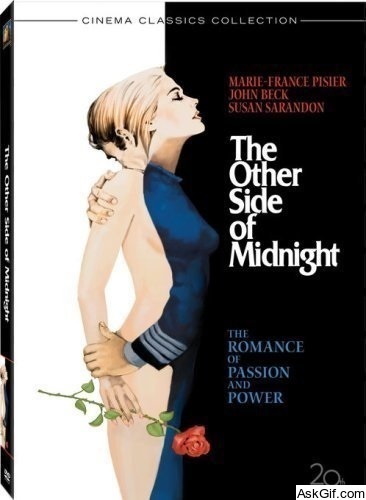 CINEMA CLASSICS COLLECTION
MARIE-FRANCE PISIER
JOHN BECK
SUSAN SARANDON
The
Other
Side
of
Midnight
THE
ROMANCE
OF
PASSION
AND
POWER
20th
The Other Side of Midnight
AskGif.com